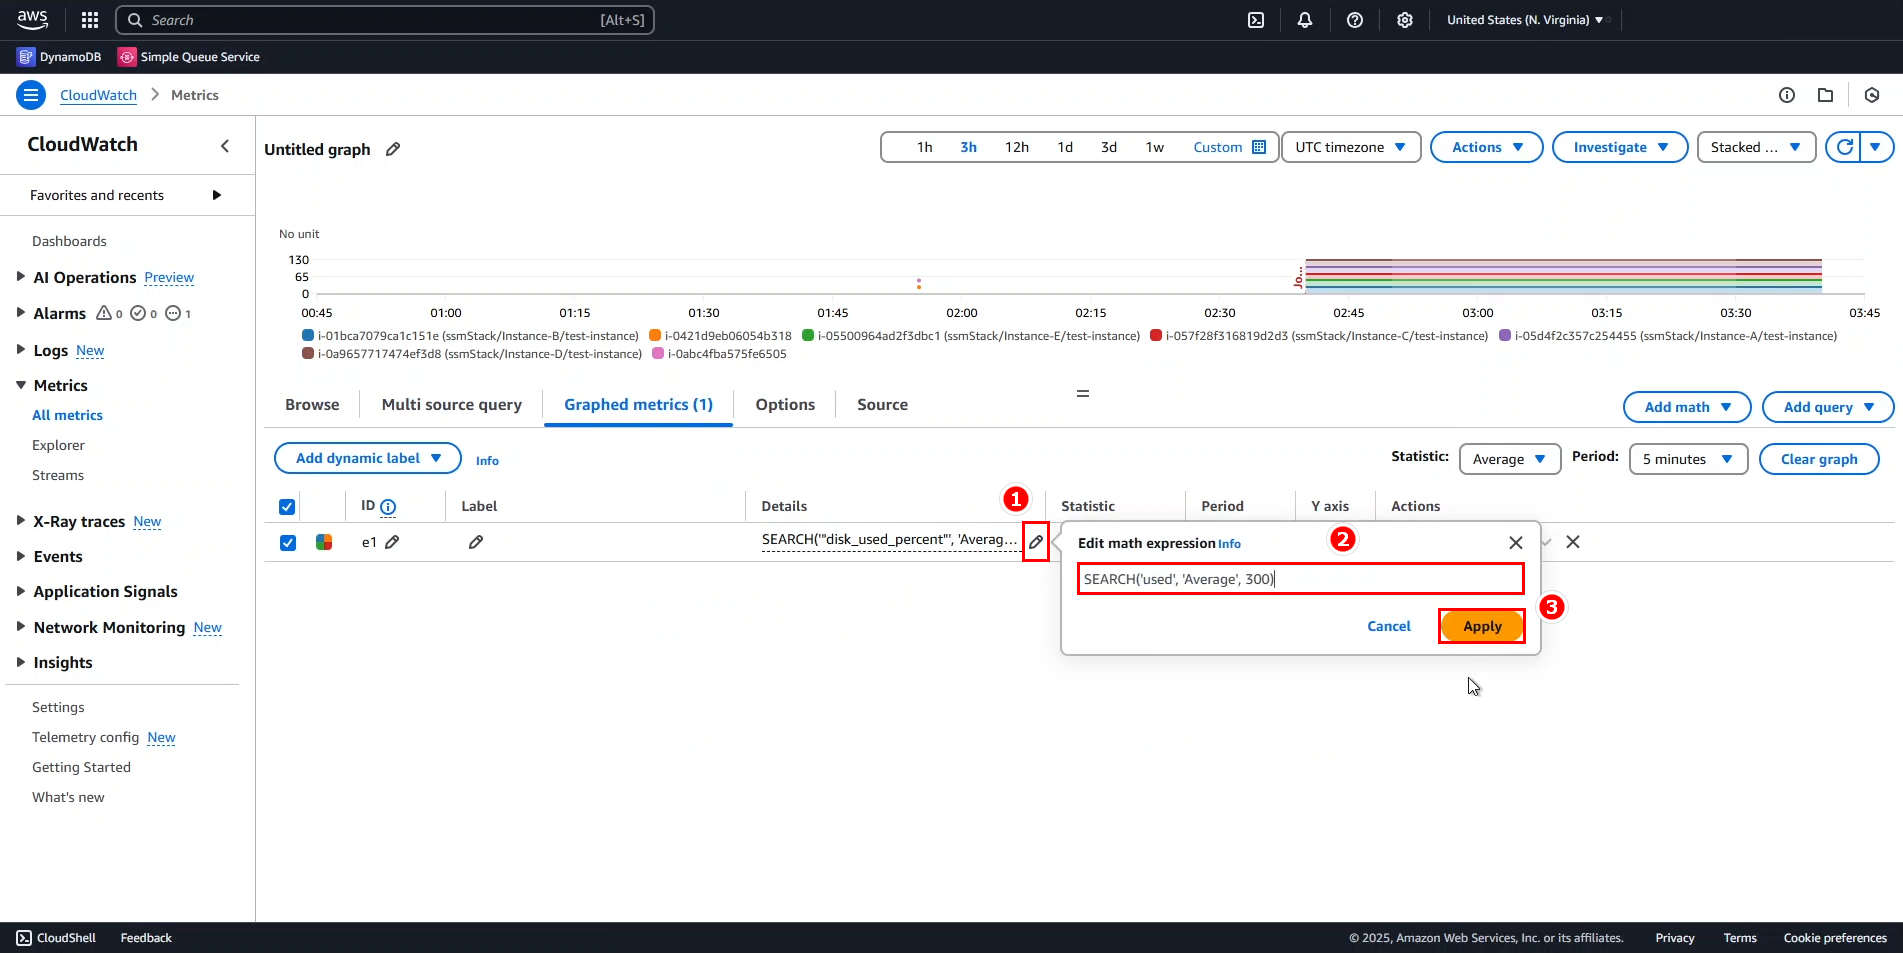 aws
Search [Alt+S] United States (N. Virginia)
DynamoDB Simple Queue Service
CloudWatch Metrics
CloudWatch
Favorites and recents
Dashboards
AI Operations Preview
Alarms 0 0 1
Logs New
Metrics
All metrics
Explorer
Streams
X-Ray traces New
Events
Application Signals
Network Monitoring New
Insights
Settings
Telemetry config New
Getting Started
What's new
Untitled graph 1h 3h 12h 1d 3d 1w Custom UTC timezone Actions Investigate Stacked ...
No unit
130
65
0
Jo...
00:45 01:00 01:15 01:30 01:45 02:00 02:15 02:30 02:45 03:00 03:15 03:30 03:45
i-01bca7079ca1c151e (ssmStack/Instance-B/test-instance) i-0421d9eb06054b318 i-05500964ad2f3dbc1 (ssmStack/Instance-E/test-instance) i-057f28f316819d2d3 (ssmStack/Instance-C/test-instance) i-05d4f2c357c254455 (ssmStack/Instance-A/test-instance)
i-0a9657717474ef3d8 (ssmStack/Instance-D/test-instance) i-0abc4fba575fe6505
Browse Multi source query Graphed metrics (1) Options Source Add math Add query
Add dynamic label Info Statistic: Average Period: 5 minutes Clear graph
ID Label Details 1 Statistic Period Y axis Actions
e1 SEARCH('"disk_used_percent"', 'Averag...
Edit math expression Info 2
SEARCH('used', 'Average', 300)
3
Cancel Apply
CloudShell Feedback © 2025, Amazon Web Services, Inc. or its affiliates. Privacy Terms Cookie preferences